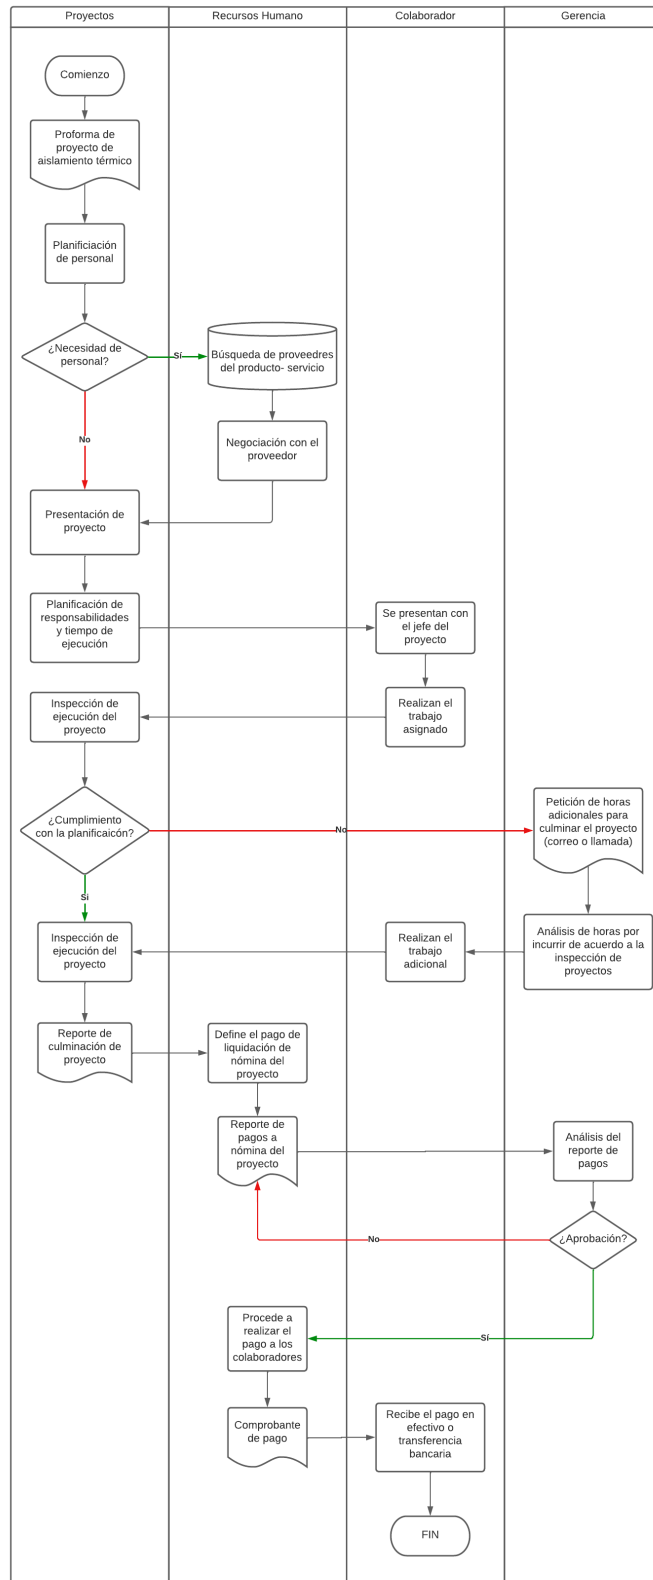 Proyectos
Recursos Humano
Colaborador
Gerencia
Comienzo
Proforma de
proyecto de
aislamiento térmico
Planificiación
de personal
¿Necesidad de
personal?
Sí
Búsqueda de proveedres
del producto- servicio
No
Negociación con el
proveedor
Presentación de
proyecto
Planificación de
responsabilidades
y tiempo de
ejecución
Se presentan con
el jefe del
proyecto
Inspección de
ejecución del
proyecto
Realizan el
trabajo
asignado
¿Cumplimiento
con la planificaicón?
No
Petición de horas
adicionales para
culminar el proyecto
(correo o llamada)
Si
Inspección de
ejecución del
proyecto
Realizan el
trabajo
adicional
Análisis de horas por
incurrir de acuerdo a la
inspección de
proyectos
Reporte de
culminación de
proyecto
Define el pago de
liquidación de
nómina del
proyecto
Reporte de
pagos a
nómina del
proyecto
Análisis del
reporte de
pagos
¿Aprobación?
No
Sí
Procede a
realizar el
pago a los
colaboradores
Comprobante
de pago
Recibe el pago en
efectivo o
transferencia
bancaria
FIN